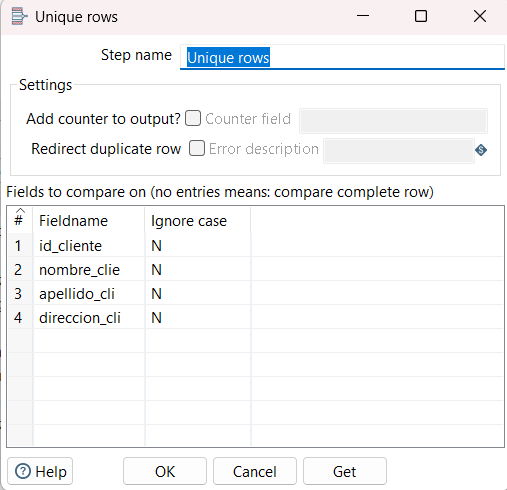 Unique rows
Step name Unique rows
Settings
Add counter to output? Counter field
Redirect duplicate row Error description
Fields to compare on (no entries means: compare complete row)
# Fieldname Ignore case
1 id_cliente N
2 nombre_clie N
3 apellido_cli N
4 direccion_cli N
Help OK Cancel Get